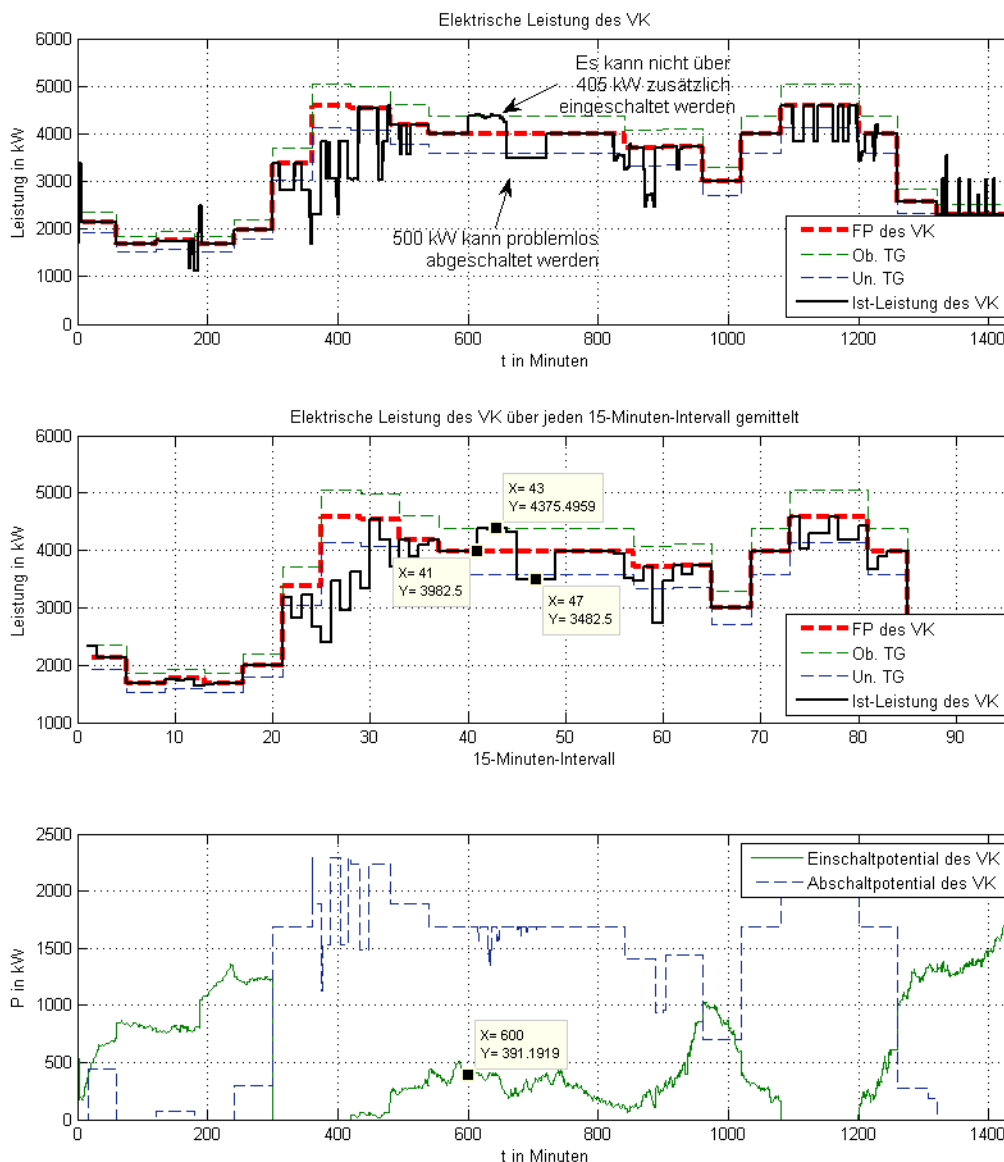 Elektrische Leistung des VK
6000
5000
4000
3000
2000
1000
0
Leistung in kW
Es kann nicht über
405 kW zusätzlich
eingeschaltet werden
500 kW kann problemlos
abgeschaltet werden
FP des VK
Ob. TG
Un. TG
Ist-Leistung des VK
0 200 400 600 800 1000 1200 1400
t in Minuten
Elektrische Leistung des VK über jeden 15-Minuten-Intervall gemittelt
6000
5000
4000
3000
2000
1000
Leistung in kW
X= 43
Y= 4375.4959
X= 41
Y= 3982.5
X= 47
Y= 3482.5
FP des VK
Ob. TG
Un. TG
Ist-Leistung des VK
0 10 20 30 40 50 60 70 80 90
15-Minuten-Intervall
2500
2000
1500
1000
500
0
P in kW
Einschaltpotential des VK
Abschaltpotential des VK
X= 600
Y= 391.1919
0 200 400 600 800 1000 1200 1400
t in Minuten